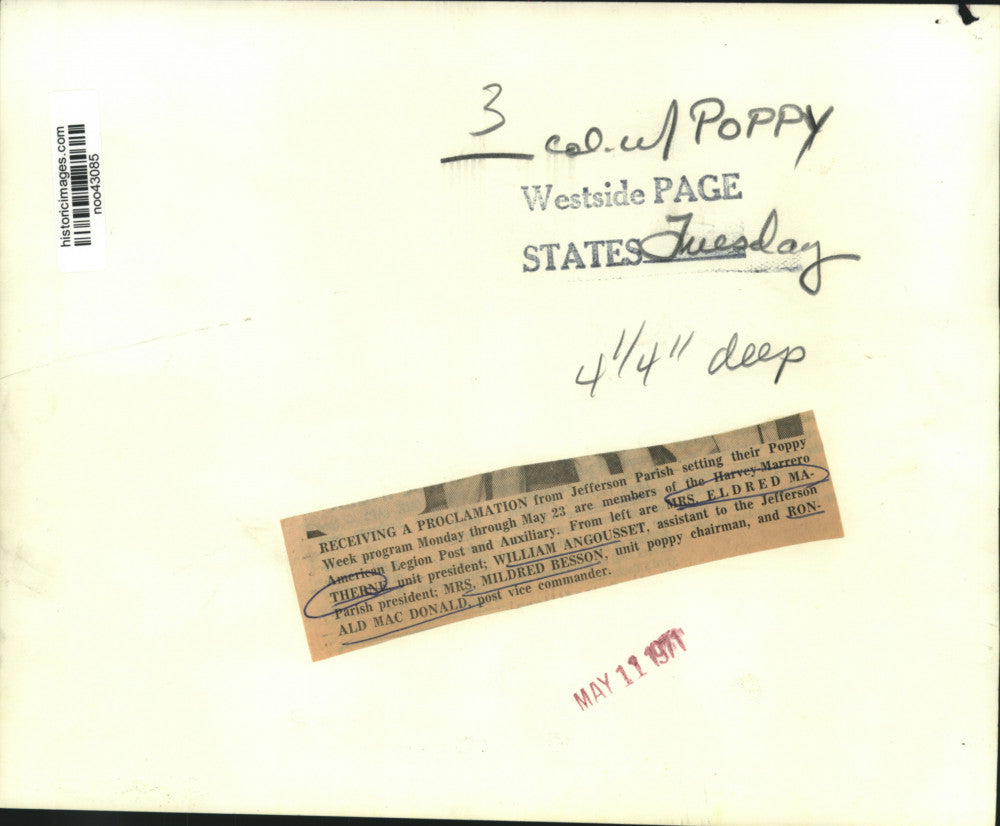 historicimages.com
noo43085
3 col. w/ POPPY
Westside PAGE
STATES Tuesday
4 1/4" deep
RECEIVING A PROCLAMATION from Jefferson Parish setting their Poppy
Week program Monday through May 23 are members of the Harvey-Marrero
American Legion Post and Auxiliary. From left are MRS. ELDRED MA-
THERNE, unit president; WILLIAM ANGOUSSET, assistant to the Jefferson
Parish president; MRS. MILDRED BESSON, unit poppy chairman, and RON-
ALD MAC DONALD, post vice commander.
MAY 11 1971